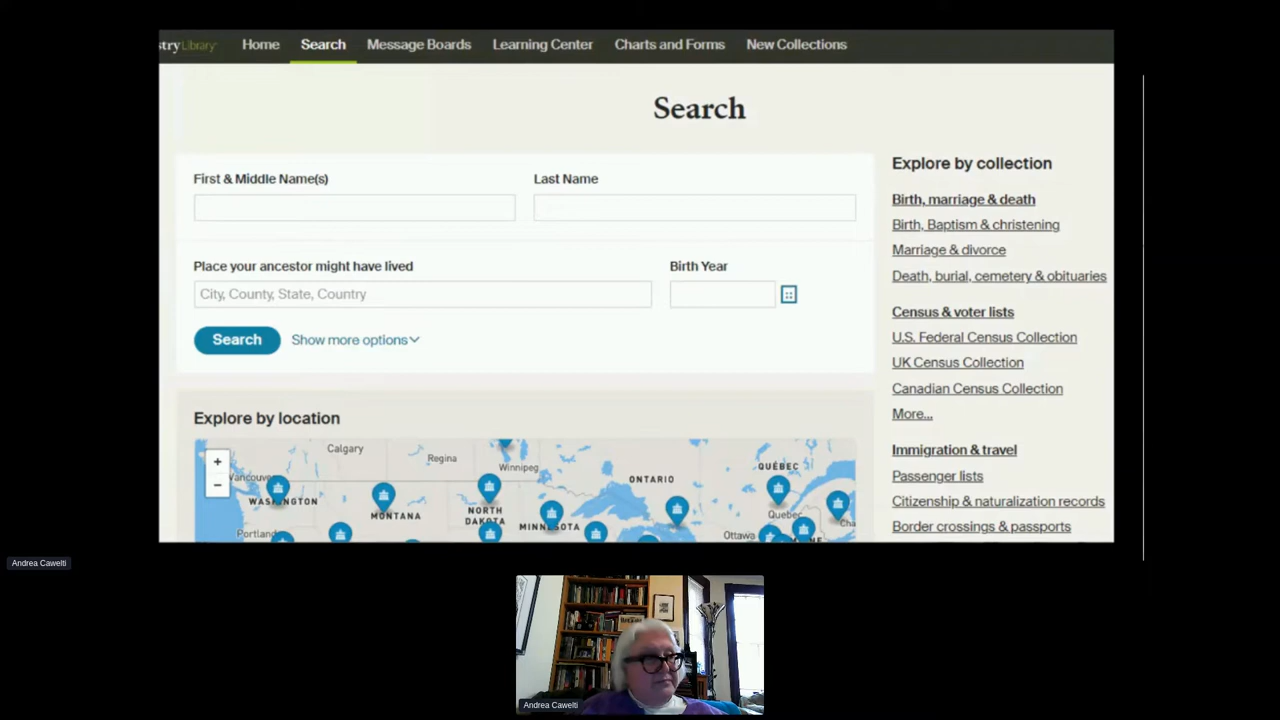 stry Library
Home
Search
Message Boards
Learning Center
Charts and Forms
New Collections
Search
First & Middle Name(s)
Last Name
Place your ancestor might have lived
Birth Year
City, County, State, Country
Search
Show more options
Explore by location
+
−
Calgary
Regina
Winnipeg
Vancouver
WASHINGTON
MONTANA
NORTH
DAKOTA
MINNESOTA
ONTARIO
QUÉBEC
Quebec
Cha
Portland
Ottawa
Explore by collection
Birth, marriage & death
Birth, Baptism & christening
Marriage & divorce
Death, burial, cemetery & obituaries
Census & voter lists
U.S. Federal Census Collection
UK Census Collection
Canadian Census Collection
More...
Immigration & travel
Passenger lists
Citizenship & naturalization records
Border crossings & passports
Andrea Cawelti
Andrea Cawelti